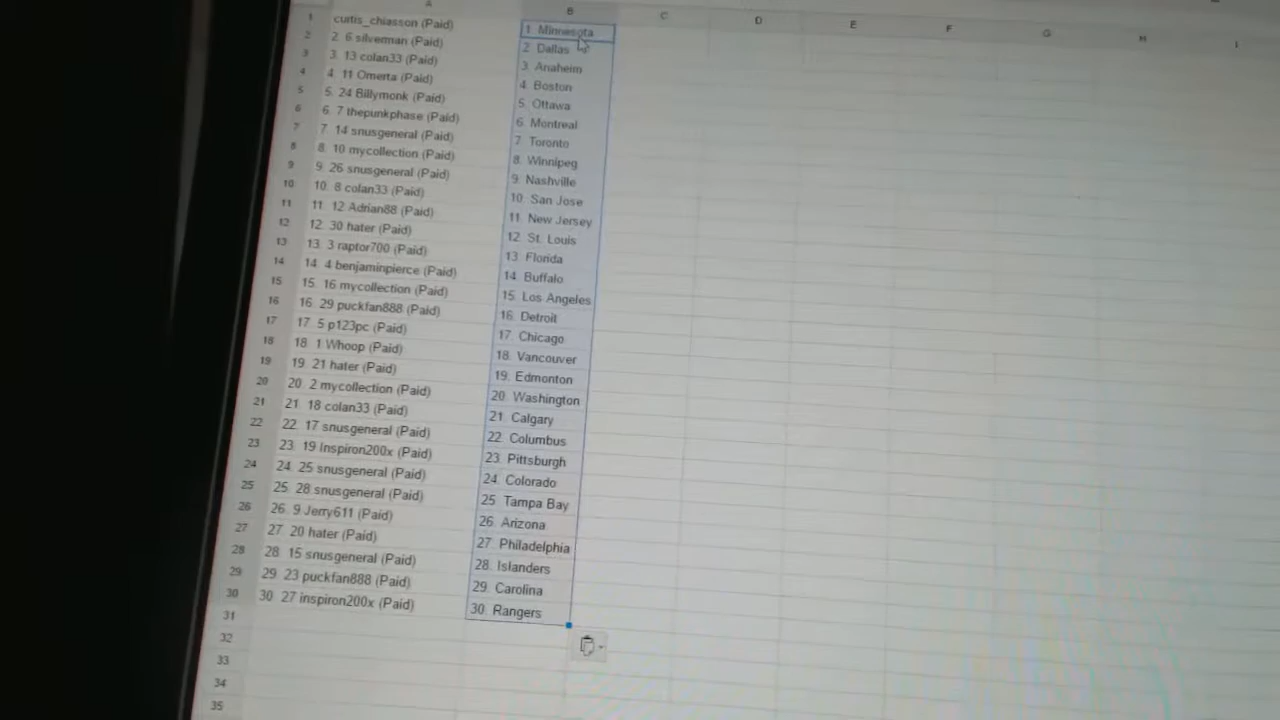 A B C D E F G H I
1 curtis_chiasson (Paid) 1 Minnesota
2 2. 6 silverman (Paid) 2 Dallas
3 3. 13 colan33 (Paid) 3. Anaheim
4 4. 11 Omerta (Paid) 4 Boston
5 5. 24 Billymonk (Paid) 5. Ottawa
6 6. 7 thepunkphase (Paid) 6 Montreal
7 7. 14 snusgeneral (Paid) 7 Toronto
8 8. 10 mycollection (Paid) 8. Winnipeg
9 9. 26 snusgeneral (Paid) 9. Nashville
10 10. 8 colan33 (Paid) 10. San Jose
11 11. 12 Adrian88 (Paid) 11. New Jersey
12 12. 30 hater (Paid) 12. St. Louis
13 13. 3 raptor700 (Paid) 13 Florida
14 14. 4 benjaminpierce (Paid) 14 Buffalo
15 15. 16 mycollection (Paid) 15. Los Angeles
16 16. 29 puckfan888 (Paid) 16. Detroit
17 17. 5 p123pc (Paid) 17. Chicago
18 18. 1 Whoop (Paid) 18. Vancouver
19 19. 21 hater (Paid) 19. Edmonton
20 20. 2 mycollection (Paid) 20. Washington
21 21. 18 colan33 (Paid) 21. Calgary
22 22. 17 snusgeneral (Paid) 22. Columbus
23 23. 19 Inspiron200x (Paid) 23. Pittsburgh
24 24. 25 snusgeneral (Paid) 24. Colorado
25 25. 28 snusgeneral (Paid) 25. Tampa Bay
26 26. 9 Jerry611 (Paid) 26. Arizona
27 27. 20 hater (Paid) 27. Philadelphia
28 28. 15 snusgeneral (Paid) 28. Islanders
29 29. 23 puckfan888 (Paid) 29. Carolina
30 30. 27 inspiron200x (Paid) 30. Rangers
31
32
33
34
35